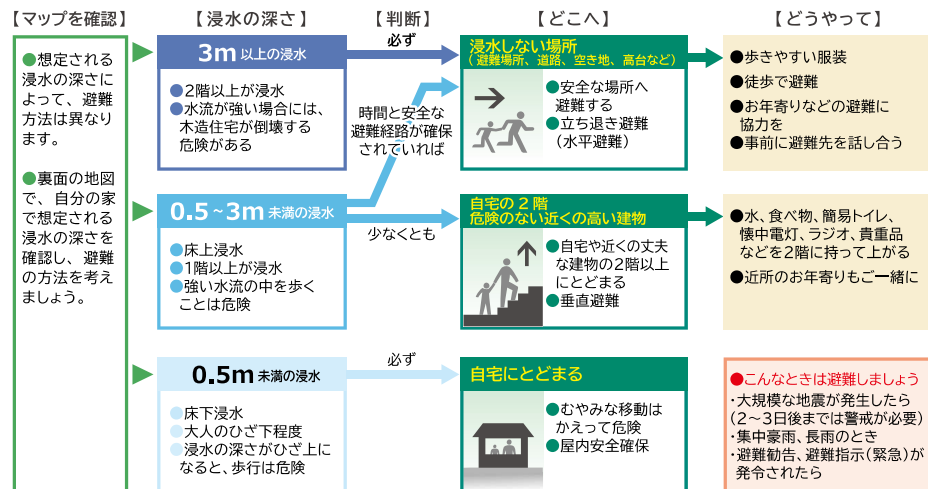 【マップを確認】
【浸水の深さ】
【判断】
【どこへ】
【どうやって】
●想定される
浸水の深さに
よって、避難
方法は異なり
ます。
●裏面の地図
で、自分の家
で想定される
浸水の深さを
確認し、避難
の方法を考え
ましょう。
3m以上の浸水
●2階以上が浸水
●水流が強い場合には、
木造住宅が倒壊する
危険がある
必ず
時間と安全な
避難経路が確保
されていれば
浸水しない場所
(避難場所、道路、空き地、高台など)
●安全な場所へ
避難する
●立ち退き避難
(水平避難)
●歩きやすい服装
●徒歩で避難
●お年寄りなどの避難に
協力を
●事前に避難先を話し合う
0.5~3m未満の浸水
●床上浸水
●1階以上が浸水
●強い水流の中を歩く
ことは危険
少なくとも
自宅の2階
危険のない近くの高い建物
●自宅や近くの丈夫
な建物の2階以上
にとどまる
●垂直避難
●水、食べ物、簡易トイレ、
懐中電灯、ラジオ、貴重品
などを2階に持って上がる
●近所のお年寄りもご一緒に
0.5m未満の浸水
●床下浸水
●大人のひざ下程度
●浸水の深さがひざ上に
なると、歩行は危険
必ず
自宅にとどまる
●むやみな移動は
かえって危険
●屋内安全確保
●こんなときは避難しましょう
・大規模な地震が発生したら
(2~3日後までは警戒が必要)
・集中豪雨、長雨のとき
・避難勧告、避難指示(緊急)が
発令されたら